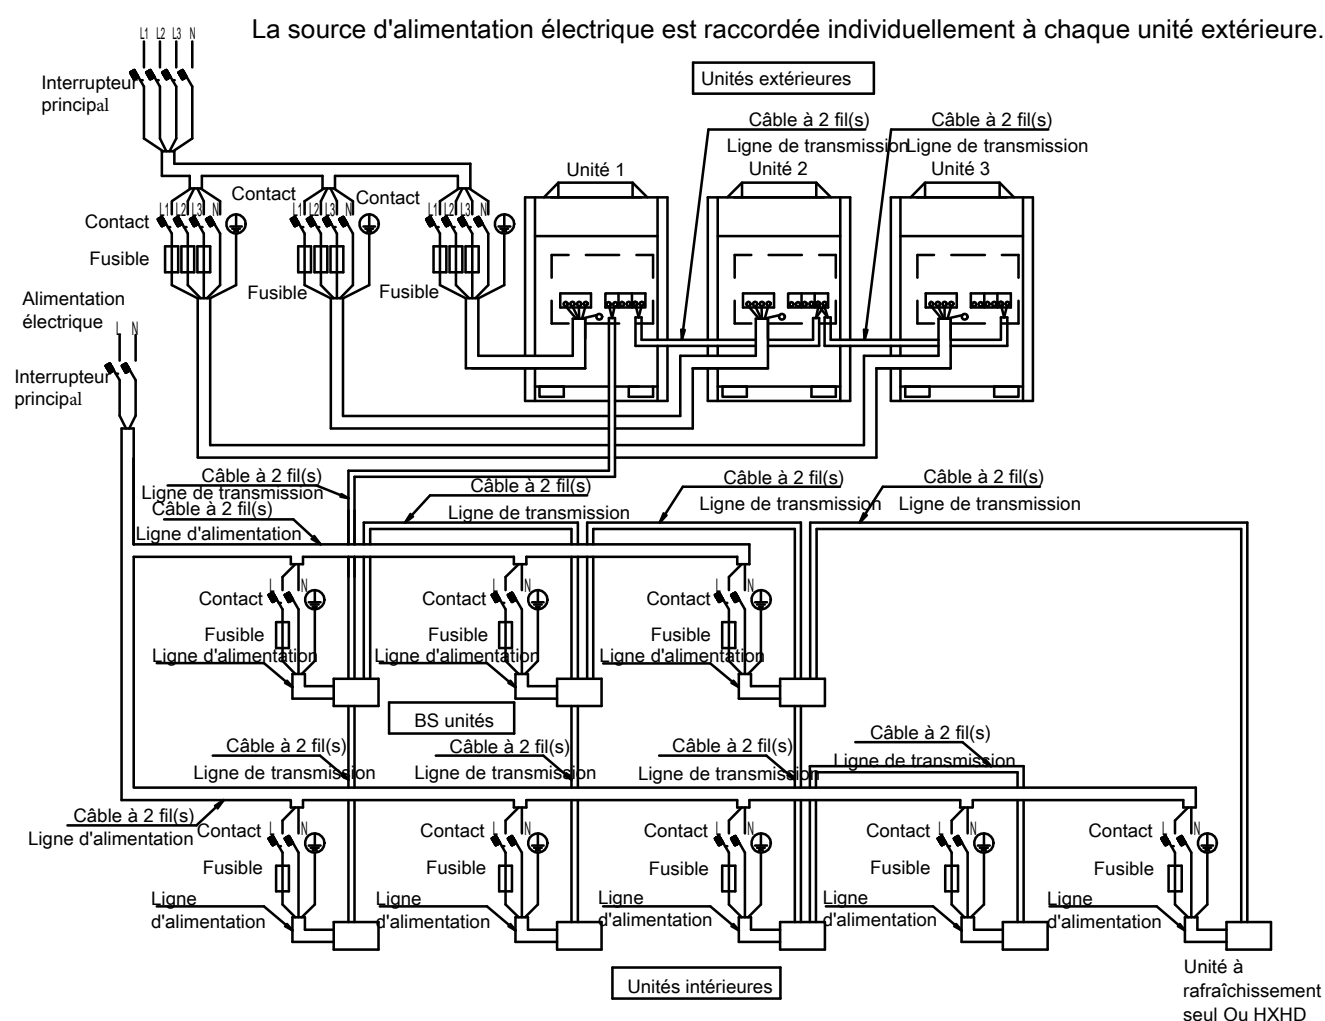 La source d'alimentation électrique est raccordée individuellement à chaque unité extérieure.
L1 L2 L3 N
Interrupteur
principal
Unités extérieures
Câble à 2 fil(s)
Ligne de transmission
Câble à 2 fil(s)
Ligne de transmission
Unité 1
Unité 2
Unité 3
Contact
Contact
Contact
L1 L2 L3 N
L1 L2 L3 N
L1 L2 L3 N
Fusible
Fusible
Fusible
Alimentation
électrique
L N
Interrupteur
principal
Câble à 2 fil(s)
Ligne de transmission
Câble à 2 fil(s)
Ligne d'alimentation
Câble à 2 fil(s)
Ligne de transmission
Câble à 2 fil(s)
Ligne de transmission
Câble à 2 fil(s)
Ligne de transmission
L N
L N
L N
Contact
Contact
Contact
Fusible
Fusible
Fusible
Ligne d'alimentation
Ligne d'alimentation
Ligne d'alimentation
BS unités
Câble à 2 fil(s)
Ligne de transmission
Câble à 2 fil(s)
Ligne de transmission
Câble à 2 fil(s)
Ligne de transmission
Câble à 2 fil(s)
Ligne de transmission
Câble à 2 fil(s)
Ligne d'alimentation
L N
L N
L N
L N
L N
Contact
Contact
Contact
Contact
Contact
Fusible
Fusible
Fusible
Fusible
Fusible
Ligne
d'alimentation
Ligne
d'alimentation
Ligne
d'alimentation
Ligne
d'alimentation
Ligne
d'alimentation
Unités intérieures
Unité à
rafraîchissement
seul Ou HXHD